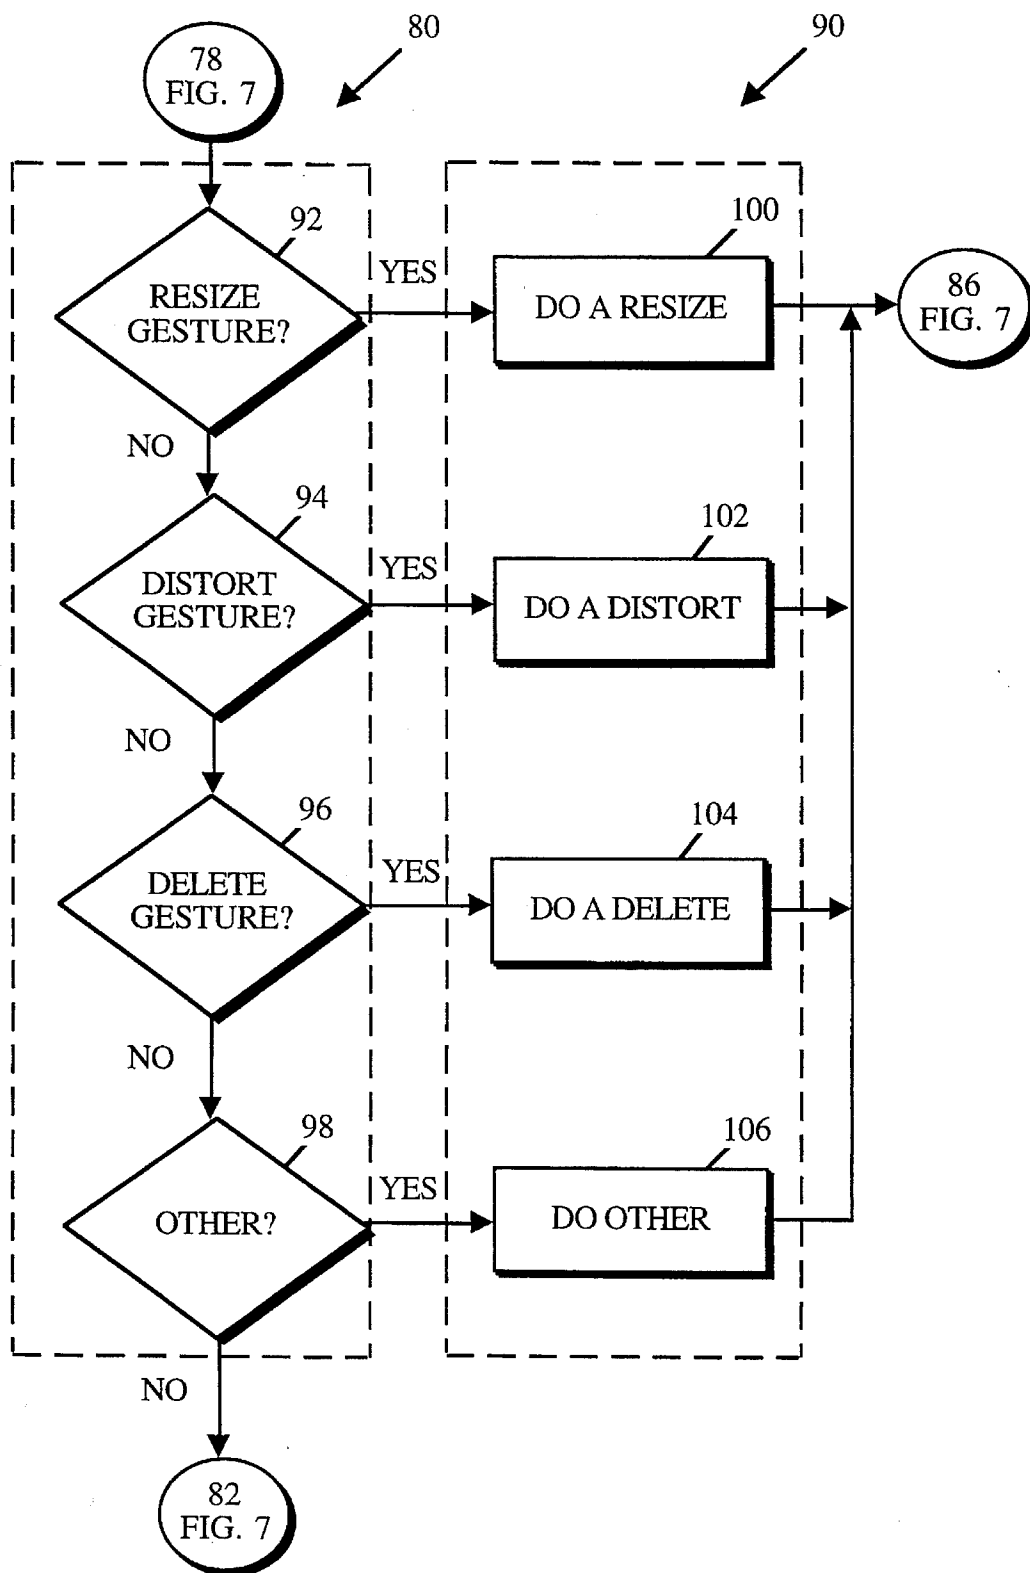 78
FIG. 7
80
90
92
RESIZE
GESTURE?
YES
100
DO A RESIZE
86
FIG. 7
NO
94
DISTORT
GESTURE?
YES
102
DO A DISTORT
NO
96
DELETE
GESTURE?
YES
104
DO A DELETE
NO
98
OTHER?
YES
106
DO OTHER
NO
82
FIG. 7